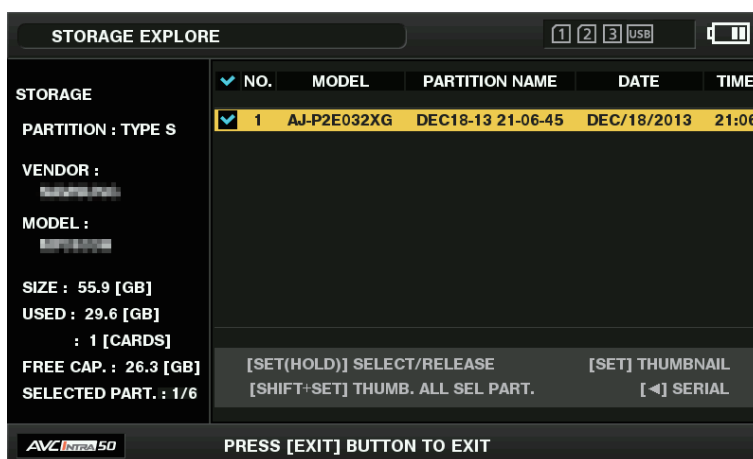 STORAGE EXPLORE
1 2 3 USB
STORAGE
PARTITION : TYPE S
VENDOR :
MODEL :
SIZE : 55.9 [GB]
USED : 29.6 [GB]
: 1 [CARDS]
FREE CAP. : 26.3 [GB]
SELECTED PART. : 1/6
NO. MODEL PARTITION NAME DATE TIME
1 AJ-P2E032XG DEC18-13 21-06-45 DEC/18/2013 21:06
[SET(HOLD)] SELECT/RELEASE [SET] THUMBNAIL
[SHIFT+SET] THUMB. ALL SEL PART. [◄] SERIAL
AVC INTRA 50
PRESS [EXIT] BUTTON TO EXIT